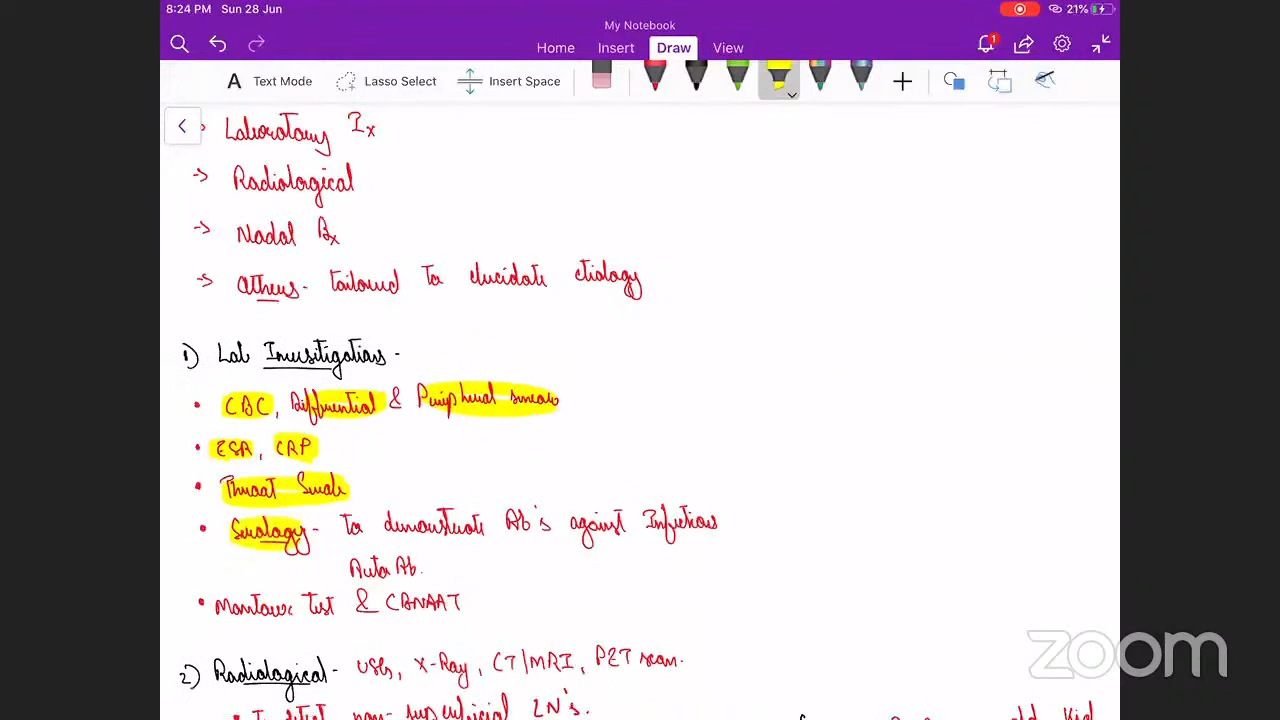 8:24 PM Sun 28 Jun
21%
My Notebook
Home Insert Draw View
1
A Text Mode Lasso Select Insert Space
Laboratory Ix
→ Radiological
→ Nodal Bx
→ Others - tailored to elucidate etiology
1) Lab Investigations -
• CBC, Differential & Peripheral smear
• ESR, CRP
• Throat Swab
• Serology - to demonstrate Ab's against Infections
Auto Ab.
• Mantoux Test & CBNAAT
2) Radiological - USG, X-Ray, CT/MRI, PET scan.
LN's.
zoom